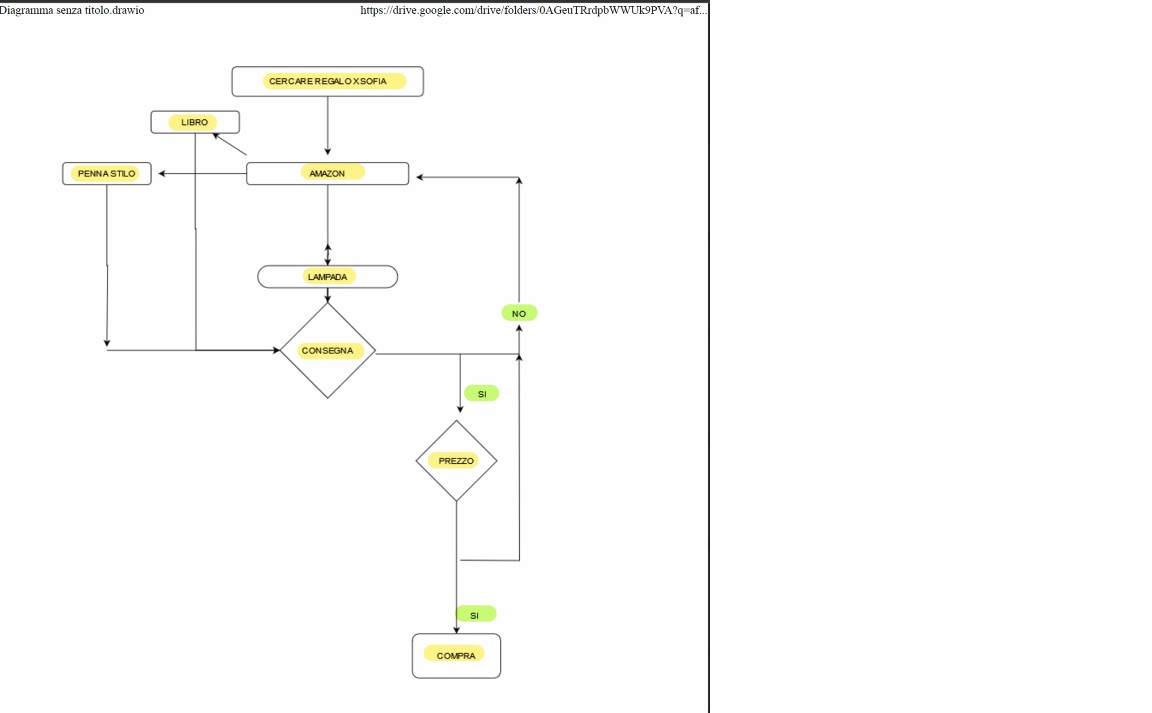 Diagramma senza titolo.drawio
https://drive.google.com/drive/folders/0AGeuTRrdpbWWUk9PVA?q=af...
CERCARE REGALO X SOFIA
LIBRO
PENNA STILO
AMAZON
LAMPADA
NO
CONSEGNA
SI
PREZZO
SI
COMPRA